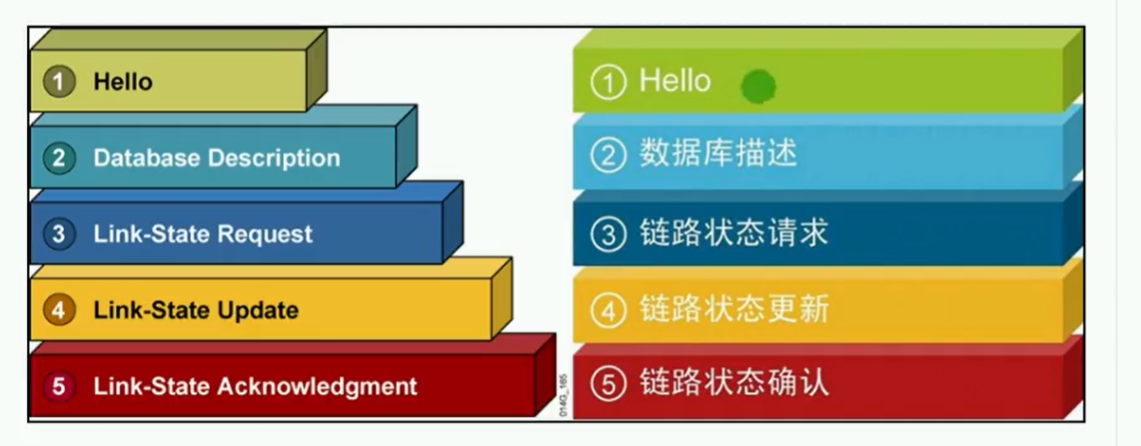 1 Hello
2 Database Description
3 Link-State Request
4 Link-State Update
5 Link-State Acknowledgment
014G_165
① Hello
② 数据库描述
③ 链路状态请求
④ 链路状态更新
⑤ 链路状态确认